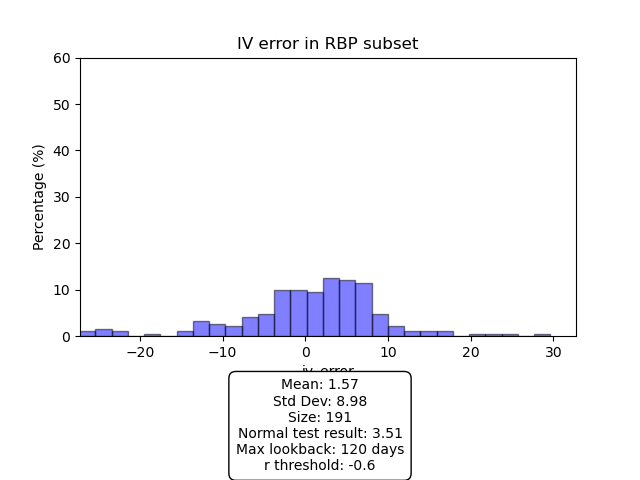 IV error in RBP subset
Percentage (%)
60
50
40
30
20
10
0
−20
−10
0
10
20
30
iv_error
Mean: 1.57
Std Dev: 8.98
Size: 191
Normal test result: 3.51
Max lookback: 120 days
r threshold: -0.6